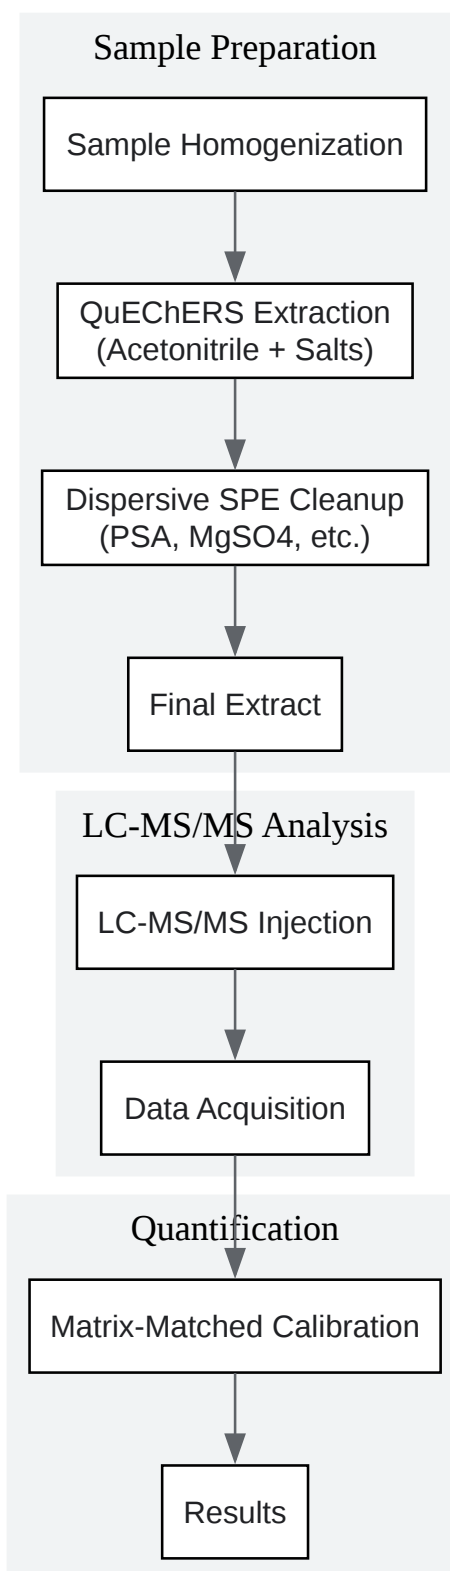 Sample Preparation
Sample Homogenization
QuEChERS Extraction
(Acetonitrile + Salts)
Dispersive SPE Cleanup
(PSA, MgSO4, etc.)
Final Extract
LC-MS/MS Analysis
LC-MS/MS Injection
Data Acquisition
Quantification
Matrix-Matched Calibration
Results